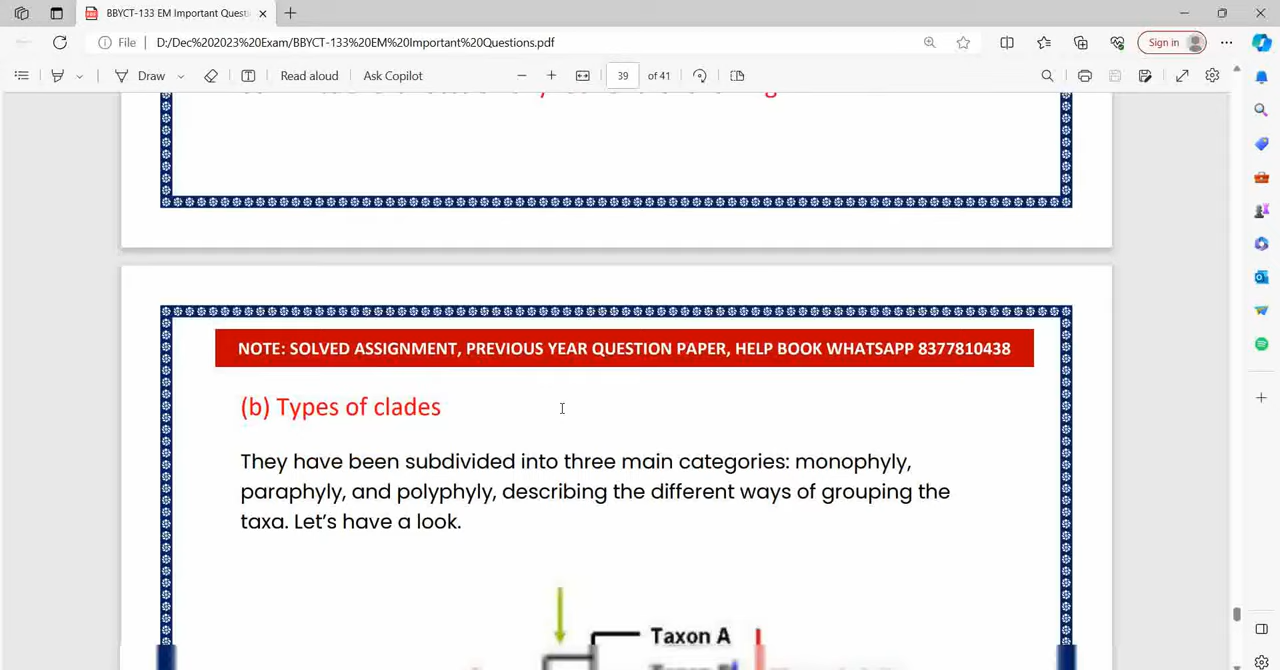 BBYCT-133 EM Important Questi
File
D:/Dec%202023%20Exam/BBYCT-133%20EM%20Important%20Questions.pdf
Sign in
Draw
Read aloud
Ask Copilot
39
of 41
NOTE: SOLVED ASSIGNMENT, PREVIOUS YEAR QUESTION PAPER, HELP BOOK WHATSAPP 8377810438
(b) Types of clades
They have been subdivided into three main categories: monophyly,
paraphyly, and polyphyly, describing the different ways of grouping the
taxa. Let's have a look.
Taxon A